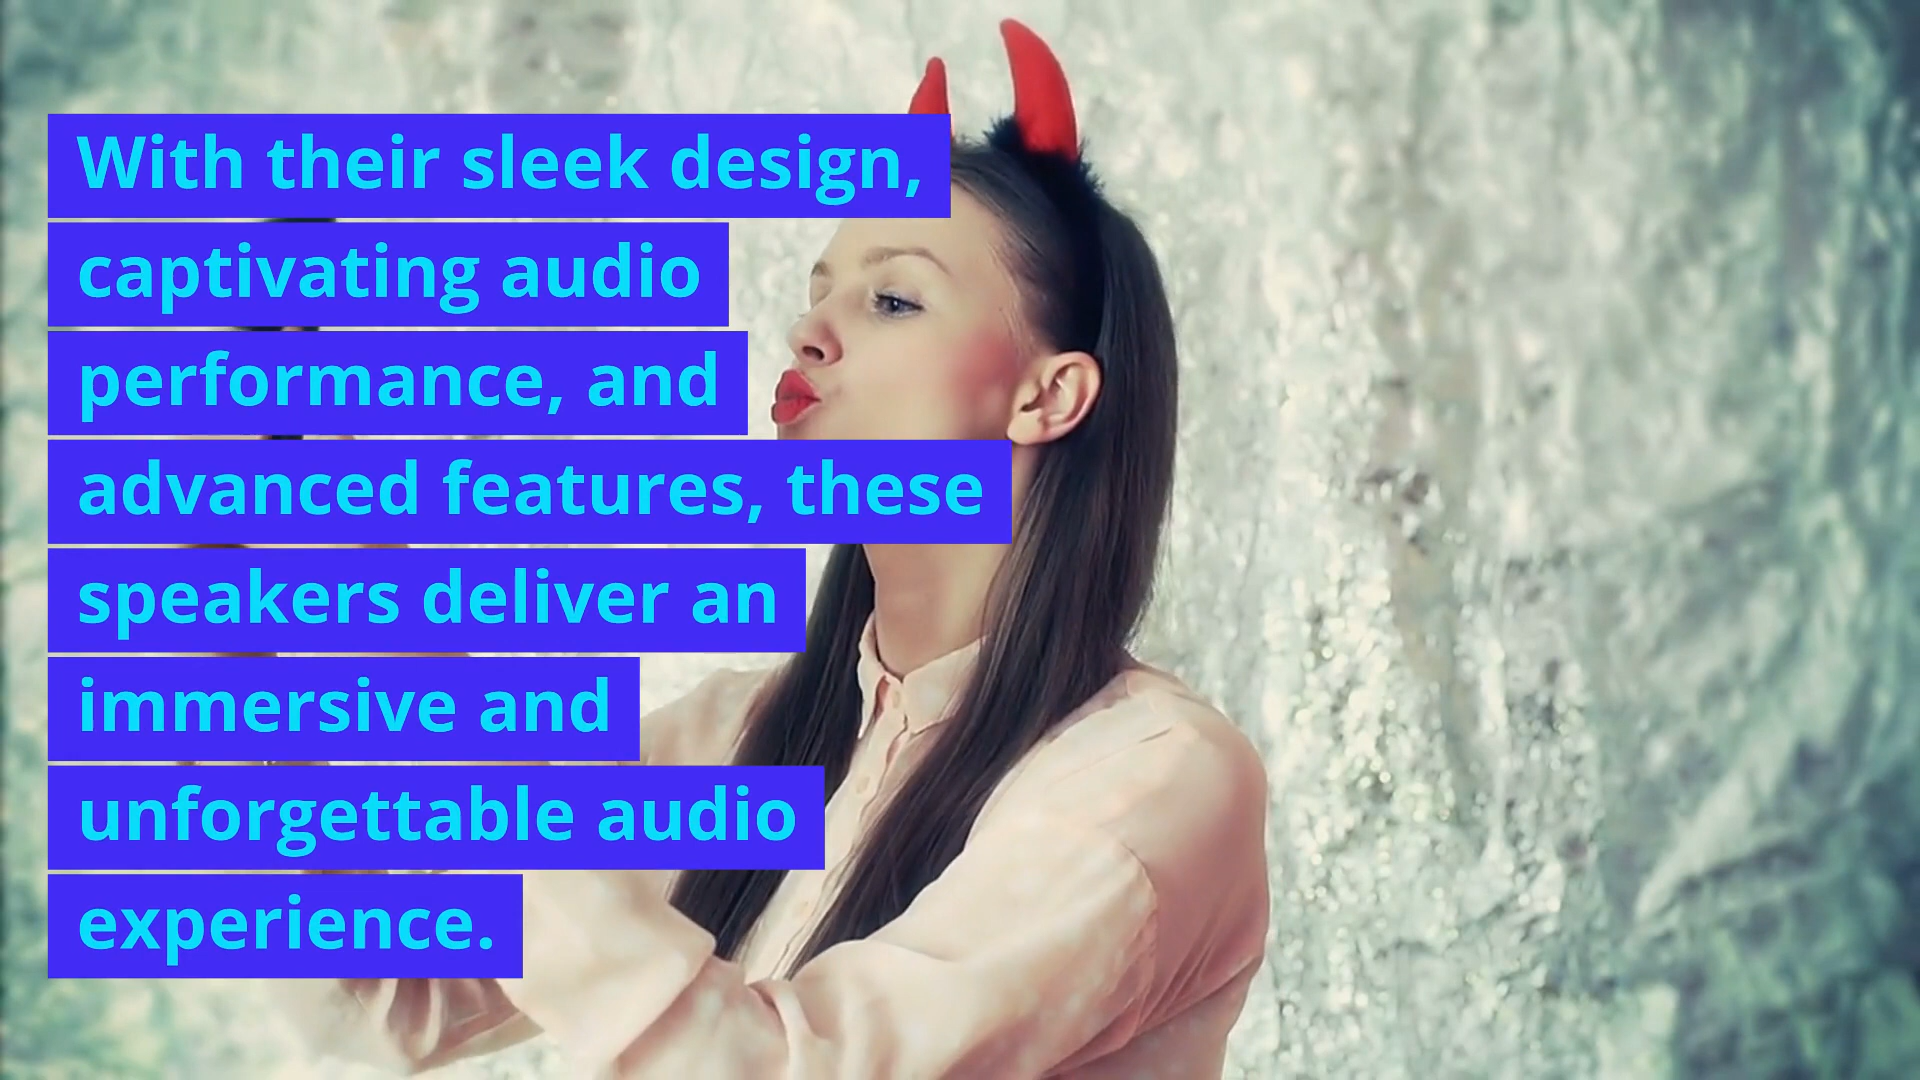 With their sleek design,
captivating audio
performance, and
advanced features, these
speakers deliver an
immersive and
unforgettable audio
experience.